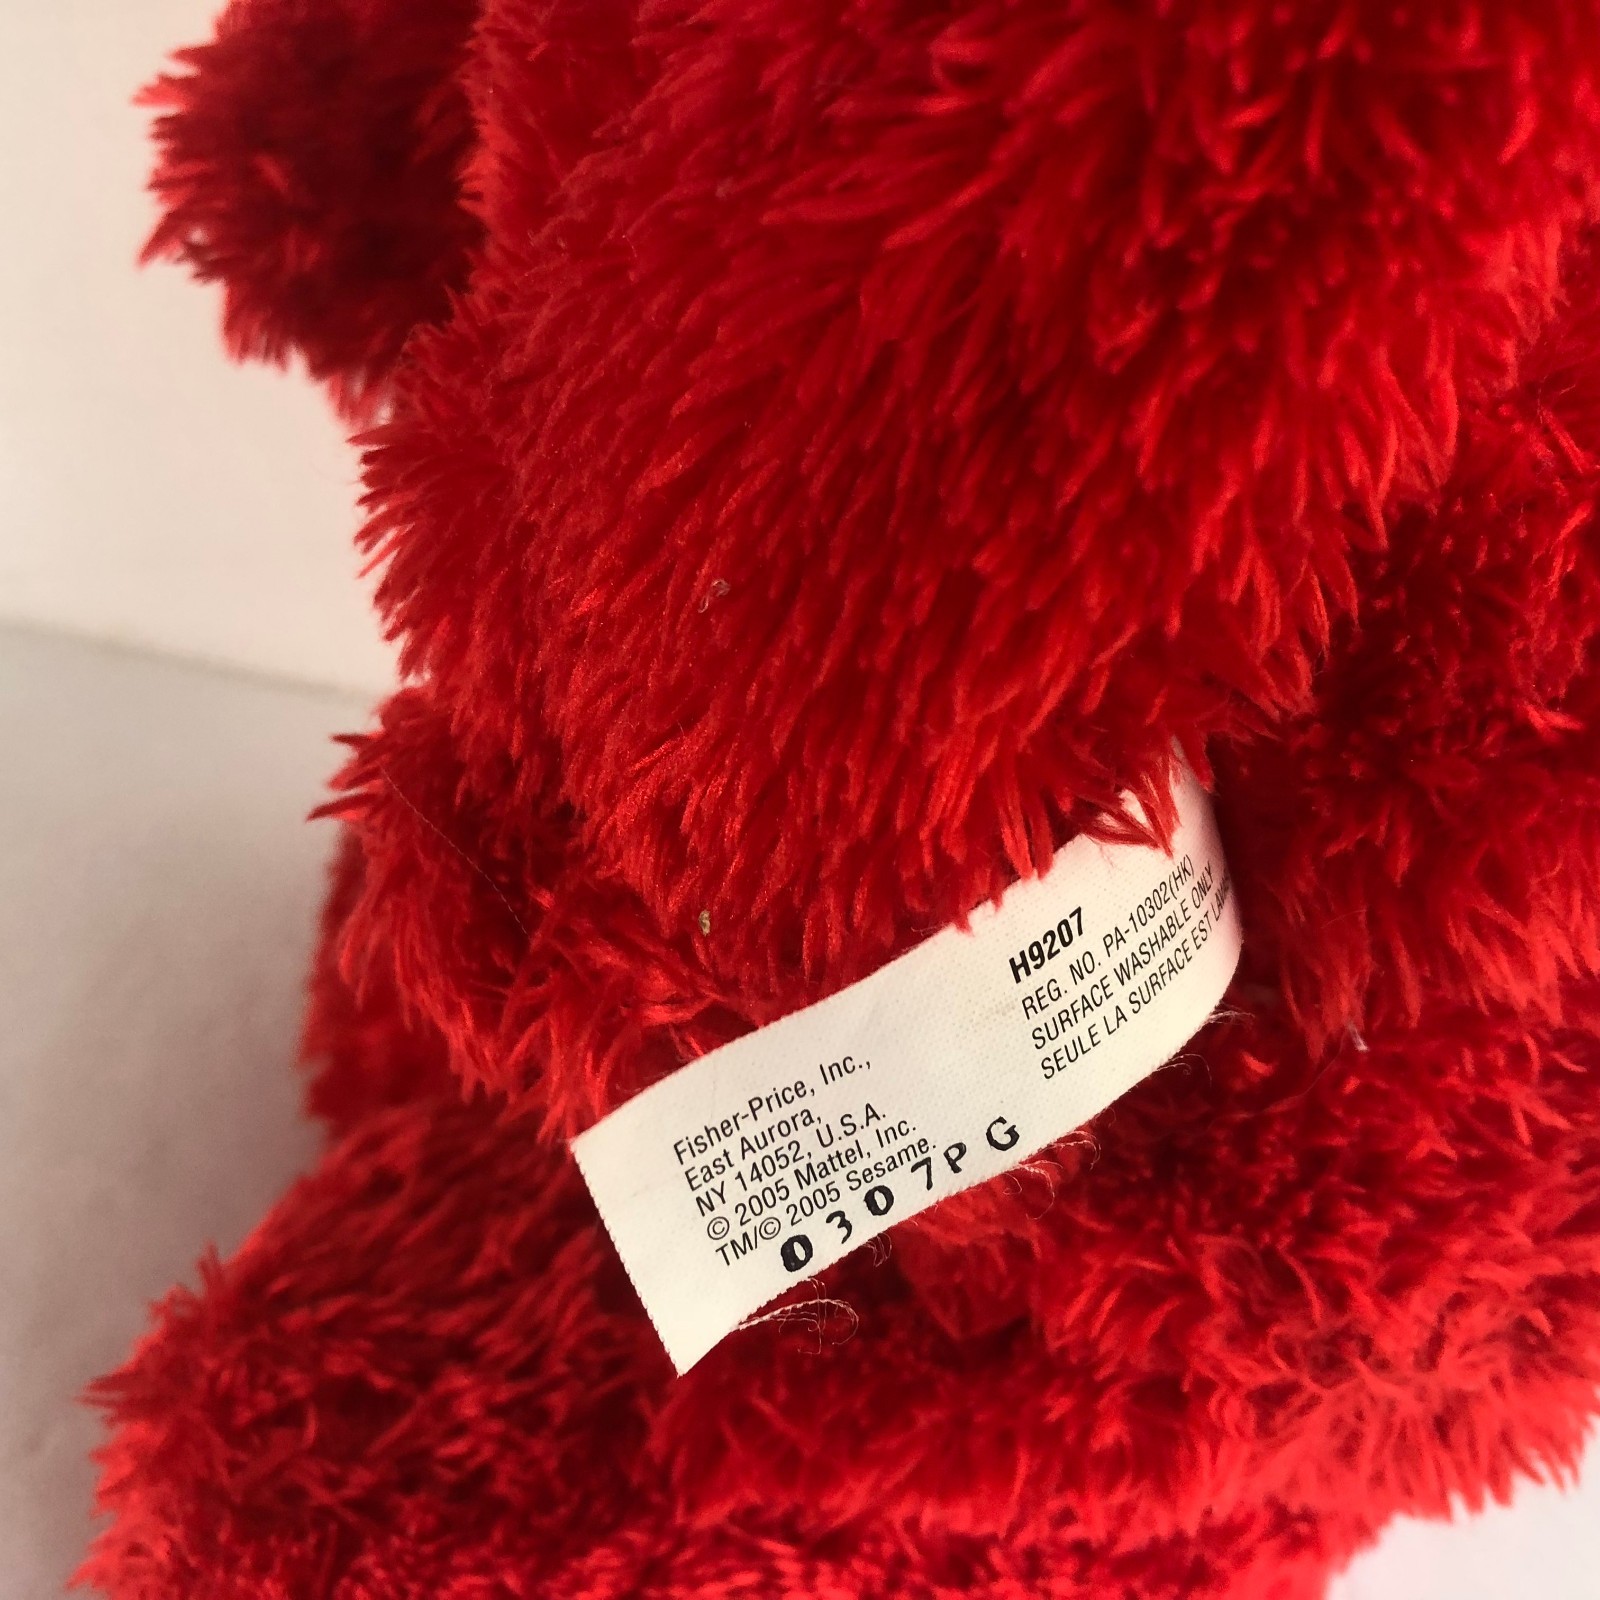 H9207
REG. NO. PA-10302(HK)
SURFACE WASHABLE ONLY
SEULE LA SURFACE EST
Fisher-Price, Inc.,
East Aurora,
NY 14052, U.S.A.
© 2005 Mattel, Inc.
TM/© 2005 Sesame.
0307PG